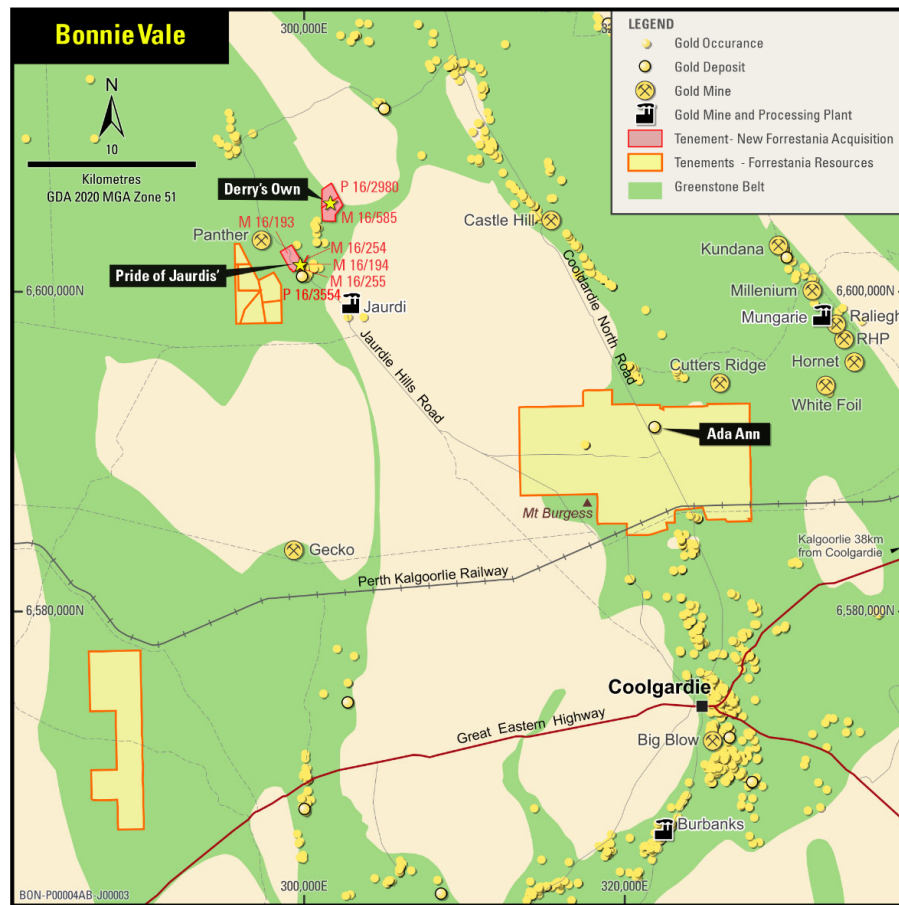 Bonnie Vale
300,000E
32
LEGEND
Gold Occurance
Gold Deposit
Gold Mine
Gold Mine and Processing Plant
Tenement- New Forrestania Acquisition
Tenements - Forrestania Resources
Greenstone Belt
N
10
Kilometres
GDA 2020 MGA Zone 51
Derry's Own
P 16/2980
M 16/585
M 16/193
Panther
M 16/254
M 16/194
M 16/255
P 16/3554
Pride of Jaurdis'
Jaurdi
Castle Hill
Cooldardie North Road
Kundana
Millenium
Mungarie
Raliegh
RHP
Hornet
White Foil
6,600,000N
6,600,000N
Jaurdie Hills Road
Cutters Ridge
Ada Ann
Mt Burgess
Gecko
Perth Kalgoorlie Railway
Kalgoorlie 38km
from Coolgardie
6,580,000N
6,580,000N
Coolgardie
Great Eastern Highway
Big Blow
Burbanks
BON-P00004AB-J00003
300,000E
320,000E